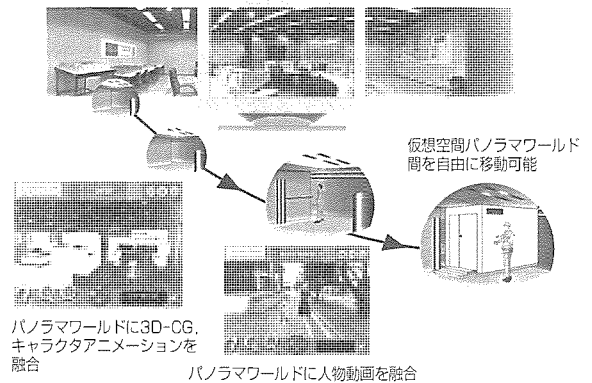 仮想空間パノラマワールド
間を自由に移動可能
パノラマワールドに3D-CG,
キャラクタアニメーションを
融合
パノラマワールドに人物動画を融合